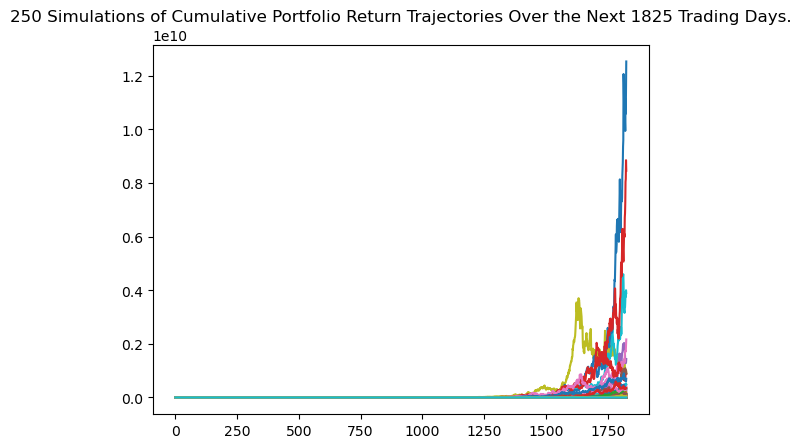 250 Simulations of Cumulative Portfolio Return Trajectories Over the Next 1825 Trading Days.
1e10
1.2
1.0
0.8
0.6
0.4
0.2
0.0
0 250 500 750 1000 1250 1500 1750